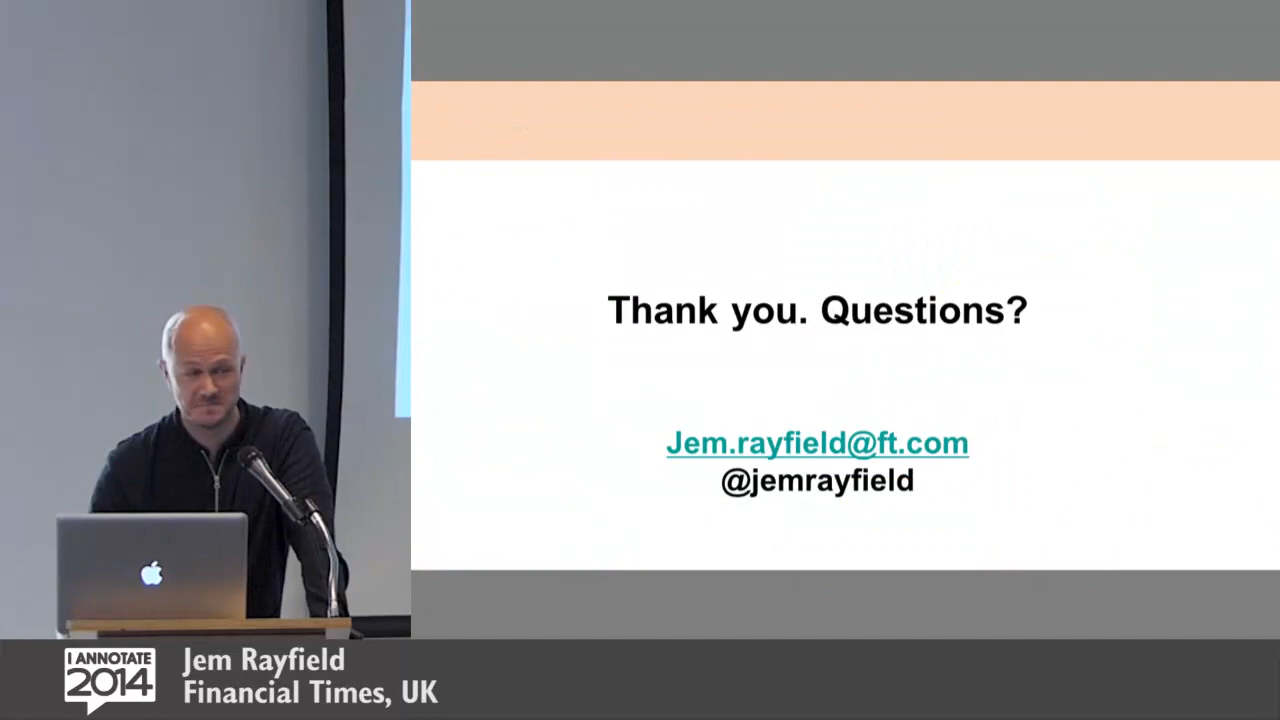 Thank you. Questions?
Jem.rayfield@ft.com
@jemrayfield
I ANNOTATE
2014
Jem Rayfield
Financial Times, UK